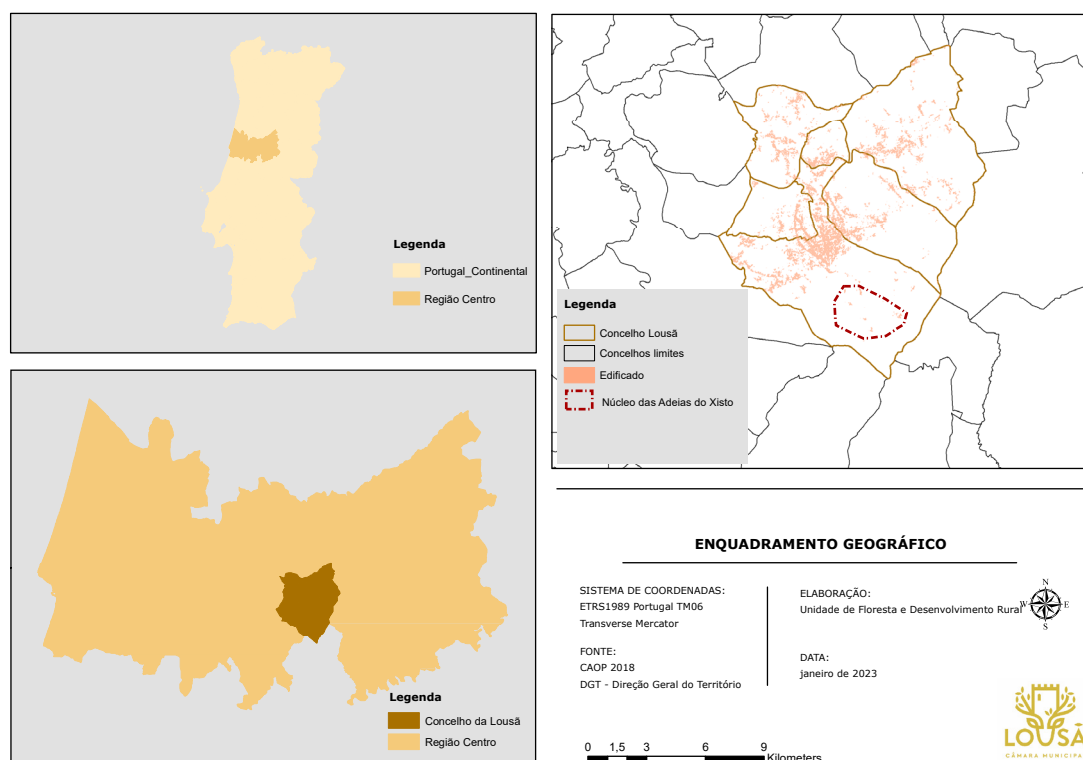 Legenda
Portugal_Continental
Região Centro
Legenda
Concelho Lousã
Concelhos limites
Edificado
Núcleo das Adeias do Xisto
Legenda
Concelho da Lousã
Região Centro
ENQUADRAMENTO GEOGRÁFICO
SISTEMA DE COORDENADAS:
ETRS1989 Portugal TM06
Transverse Mercator
FONTE:
CAOP 2018
DGT - Direção Geral do Território
ELABORAÇÃO:
Unidade de Floresta e Desenvolvimento Rural
DATA:
janeiro de 2023
N
W E
S
0 1,5 3 6 9
Kilometers
LOUSÃ
CÂMARA MUNICIPA